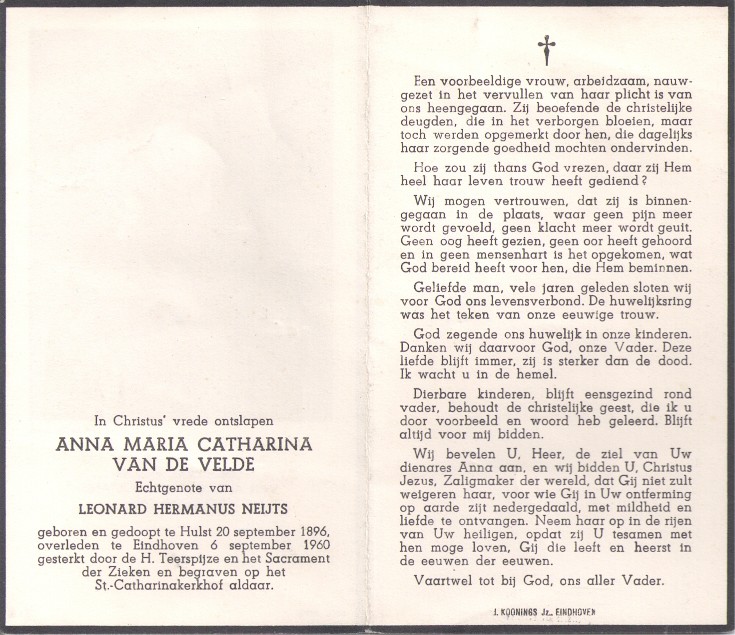 In Christus' vrede ontslapen
ANNA MARIA CATHARINA
VAN DE VELDE
Echtgenote van
LEONARD HERMANUS NEIJTS
geboren en gedoopt te Hulst 20 september 1896,
overleden te Eindhoven 6 september 1960
gesterkt door de H. Teerspijze en het Sacrament
der Zieken en begraven op het
St.-Catharinakerkhof aldaar.
Een voorbeeldige vrouw, arbeidzaam, nauw-
gezet in het vervullen van haar plicht is van
ons heengegaan. Zij beoefende de christelijke
deugden, die in het verborgen bloeien, maar
toch werden opgemerkt door hen, die dagelijks
haar zorgende goedheid mochten ondervinden.
Hoe zou zij thans God vrezen, daar zij Hem
heel haar leven trouw heeft gediend?
Wij mogen vertrouwen, dat zij is binnen-
gegaan in de plaats, waar geen pijn meer
wordt gevoeld, geen klacht meer wordt geuit.
Geen oog heeft gezien, geen oor heeft gehoord
en in geen mensenhart is het opgekomen, wat
God bereid heeft voor hen, die Hem beminnen.
Geliefde man, vele jaren geleden sloten wij
voor God ons levensverbond. De huwelijksring
was het teken van onze eeuwige trouw.
God zegende ons huwelijk in onze kinderen.
Danken wij daarvoor God, onze Vader. Deze
liefde blijft immer, zij is sterker dan de dood.
Ik wacht u in de hemel.
Dierbare kinderen, blijft eensgezind rond
vader, behoudt de christelijke geest, die ik u
door voorbeeld en woord heb geleerd. Blijft
altijd voor mij bidden.
Wij bevelen U, Heer, de ziel van Uw
dienares Anna aan, en wij bidden U, Christus
Jezus, Zaligmaker der wereld, dat Gij niet zult
weigeren haar, voor wie Gij in Uw ontferming
op aarde zijt nedergedaald, met mildheid en
liefde te ontvangen. Neem haar op in de rijen
van Uw heiligen, opdat zij U tesamen met
hen moge loven, Gij die leeft en heerst in
de eeuwen der eeuwen.
Vaartwel tot bij God, ons aller Vader.
J. KOONINGS Jz., EINDHOVEN